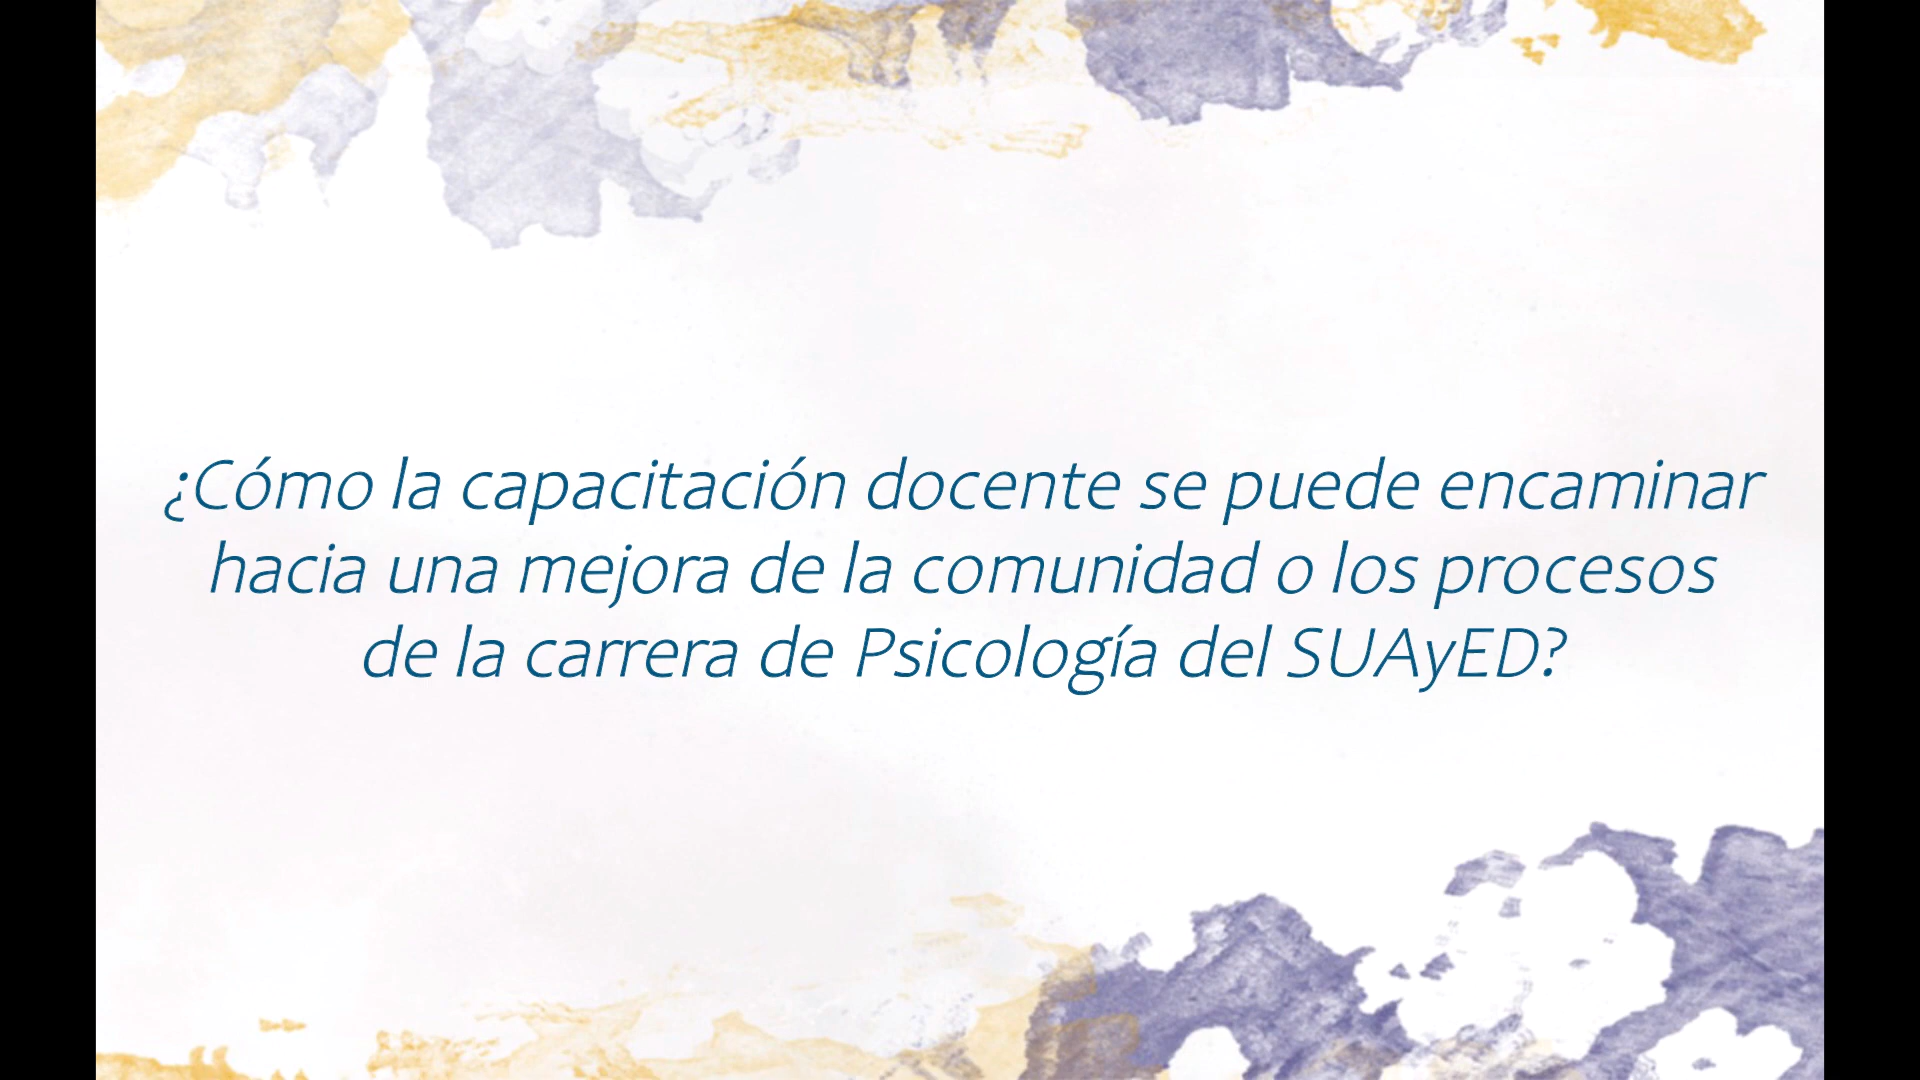 ¿Cómo la capacitación docente se puede encaminar
hacia una mejora de la comunidad o los procesos
de la carrera de Psicología del SUAyED?